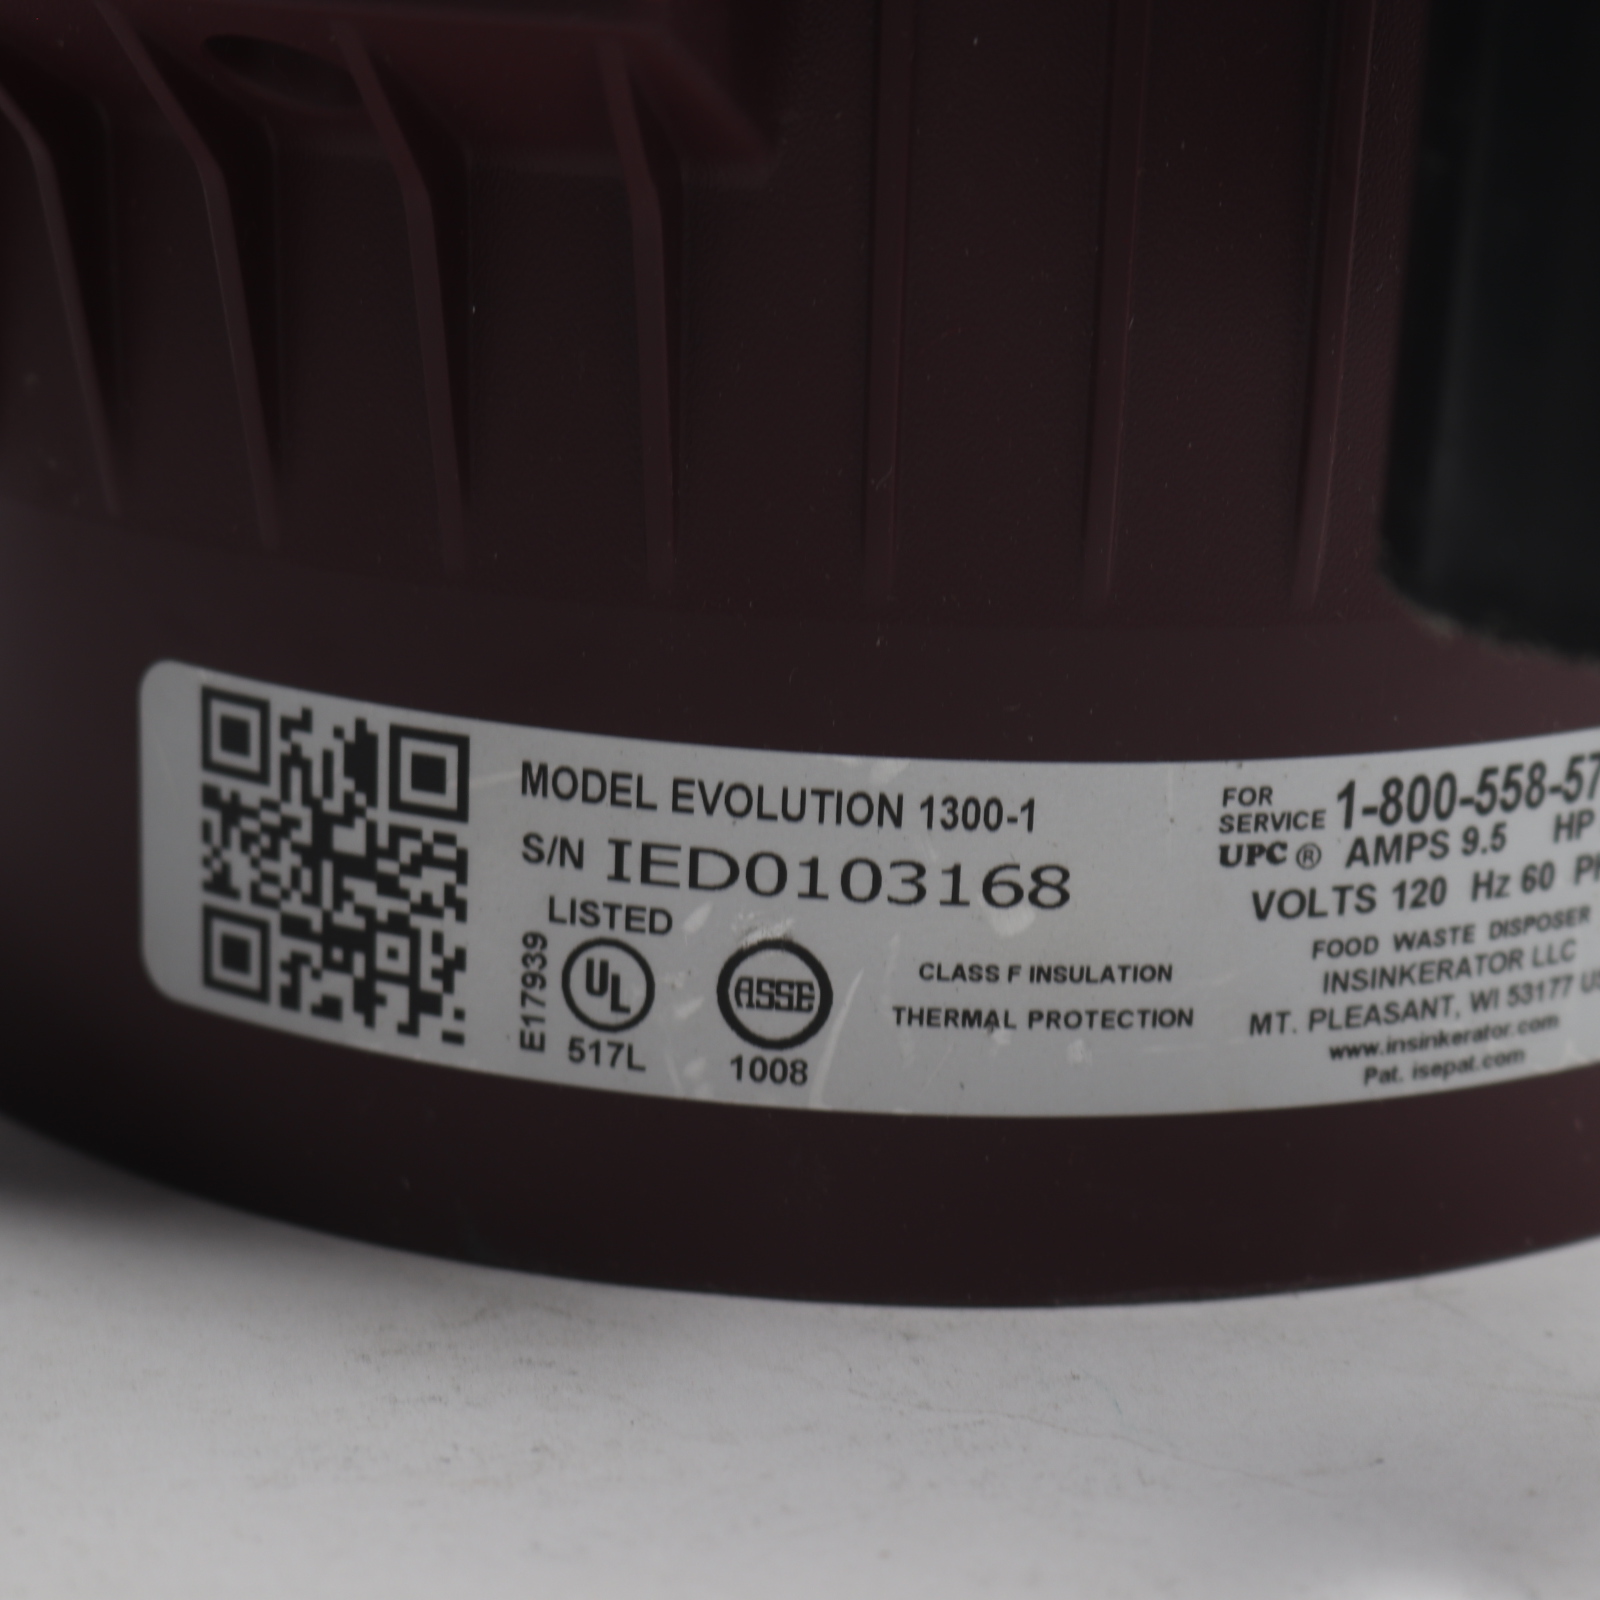 MODEL EVOLUTION 1300-1
S/N IED0103168
LISTED
E17939
UL
517L
ASSE
1008
CLASS F INSULATION
THERMAL PROTECTION
FOR
SERVICE 1-800-558-57
UPC ® AMPS 9.5 HP
VOLTS 120 Hz 60 PH
FOOD WASTE DISPOSER
INSINKERATOR LLC
MT. PLEASANT, WI 53177 US
www.insinkerator.com
Pat. isepat.com